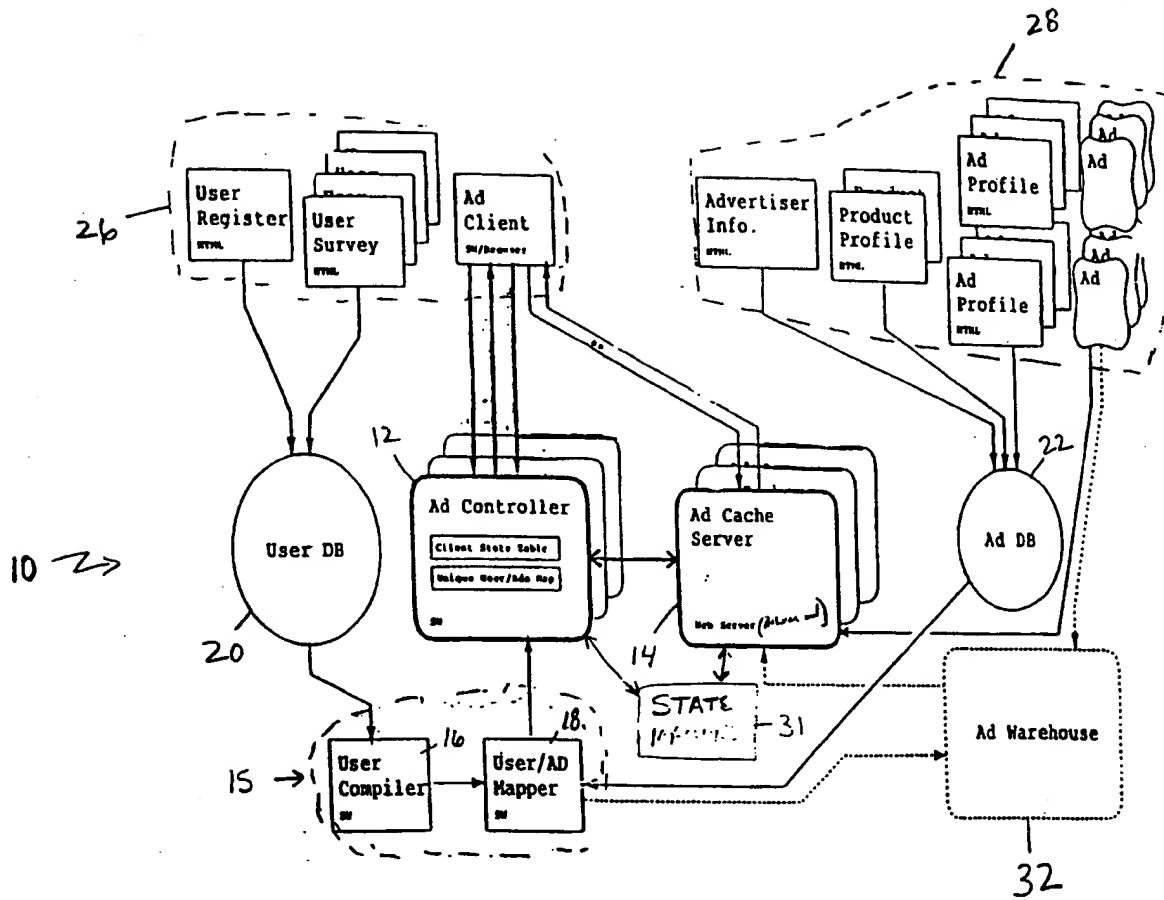 28
26
User
Register
HTML
User
Survey
HTML
Ad
Client
SW/Browser
Advertiser
Info.
HTML
Product
Product
Profile
HTML
Ad
Profile
HTML
Ad
Profile
HTML
Ad
Ad
Ad
Ad
12
Ad Controller
Client State Table
Unique User/Ads Map
SW
Ad Cache
Server
Web Server
14
22
Ad DB
User DB
10
20
STATE
31
Ad Warehouse
32
15
16
User
Compiler
SW
18
User/AD
Mapper
SW